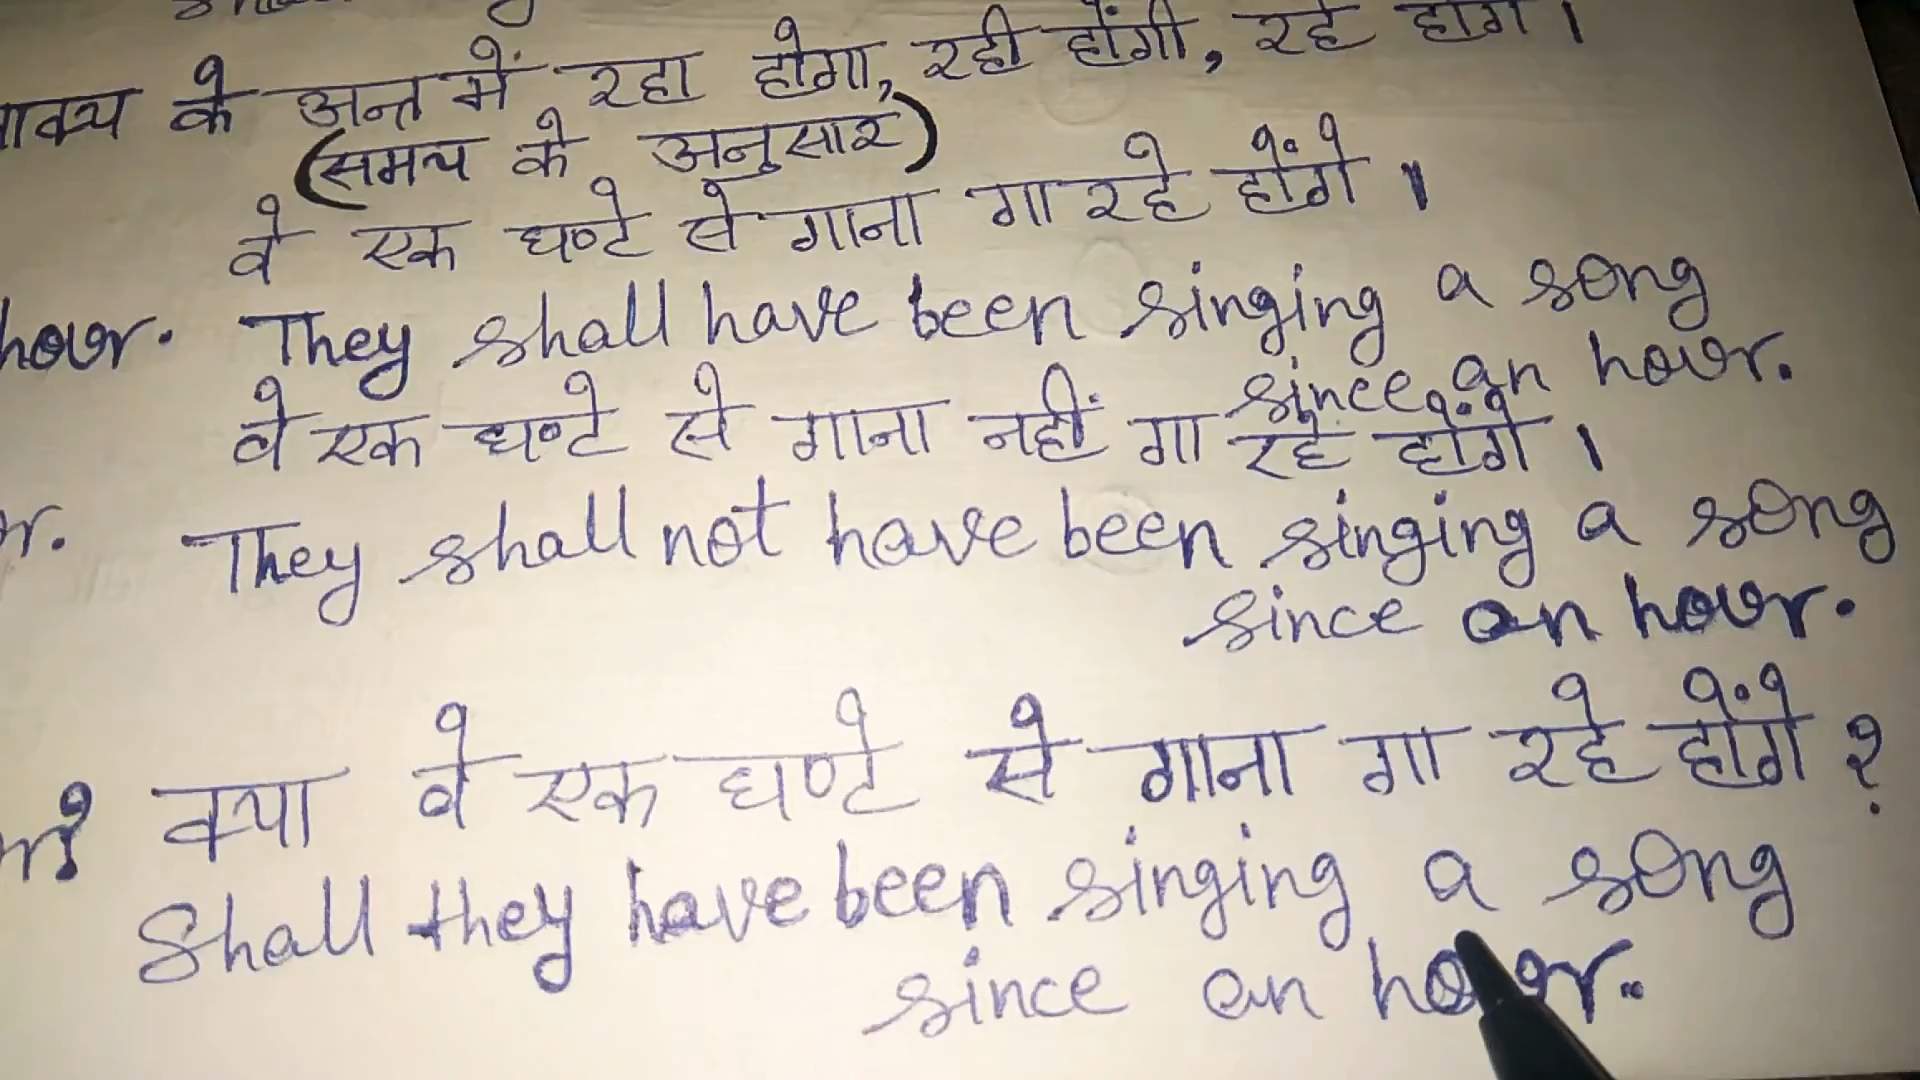 के अन्त में रहा होगा, रही होंगी, रहे होंगे ।
(समय के अनुसार)
वे एक घण्टे से गाना गा रहे होंगे ।
hour. They shall have been singing a song
since an hour.
वे एक घण्टे से गाना नहीं गा रहे होंगे ।
They shall not have been singing a song
since an hour.
क्या वे एक घण्टे से गाना गा रहे होंगे ?
Shall they have been singing a song
since an hour.